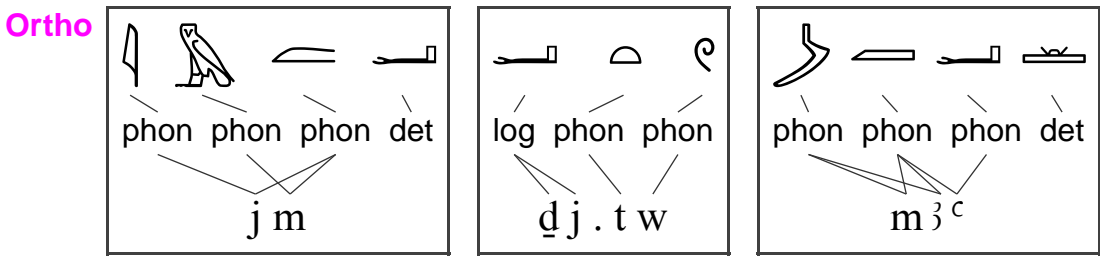 Ortho
𓇋 𓅓 𓐝 𓂝 𓂝 𓏏 𓏲 𓌳 𓐙 𓂝 𓏛
phon phon phon det log phon phon phon phon phon det
j m ḏ j . t w m ꜣ ꜥ